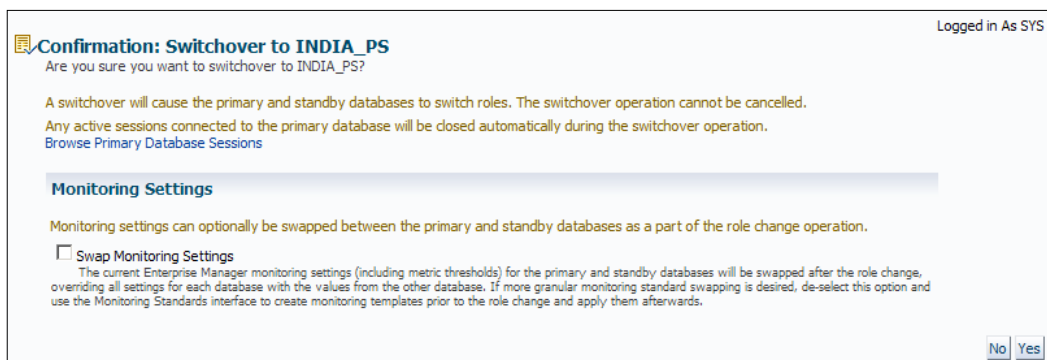 Logged in As SYS
Confirmation: Switchover to INDIA_PS
Are you sure you want to switchover to INDIA_PS?
A switchover will cause the primary and standby databases to switch roles. The switchover operation cannot be cancelled.
Any active sessions connected to the primary database will be closed automatically during the switchover operation.
Browse Primary Database Sessions
Monitoring Settings
Monitoring settings can optionally be swapped between the primary and standby databases as a part of the role change operation.
Swap Monitoring Settings
The current Enterprise Manager monitoring settings (including metric thresholds) for the primary and standby databases will be swapped after the role change,
overriding all settings for each database with the values from the other database. If more granular monitoring standard swapping is desired, de-select this option and
use the Monitoring Standards interface to create monitoring templates prior to the role change and apply them afterwards.
No Yes